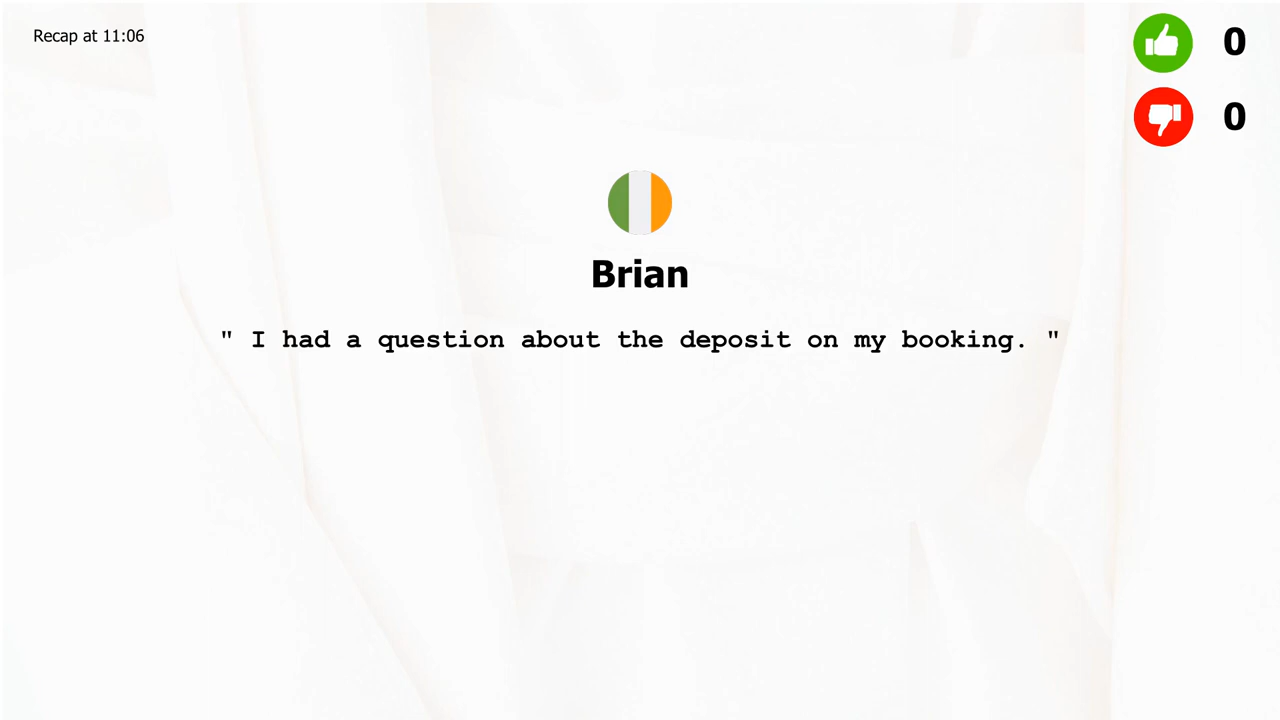 Recap at 11:06
0
0
Brian
" I had a question about the deposit on my booking. "